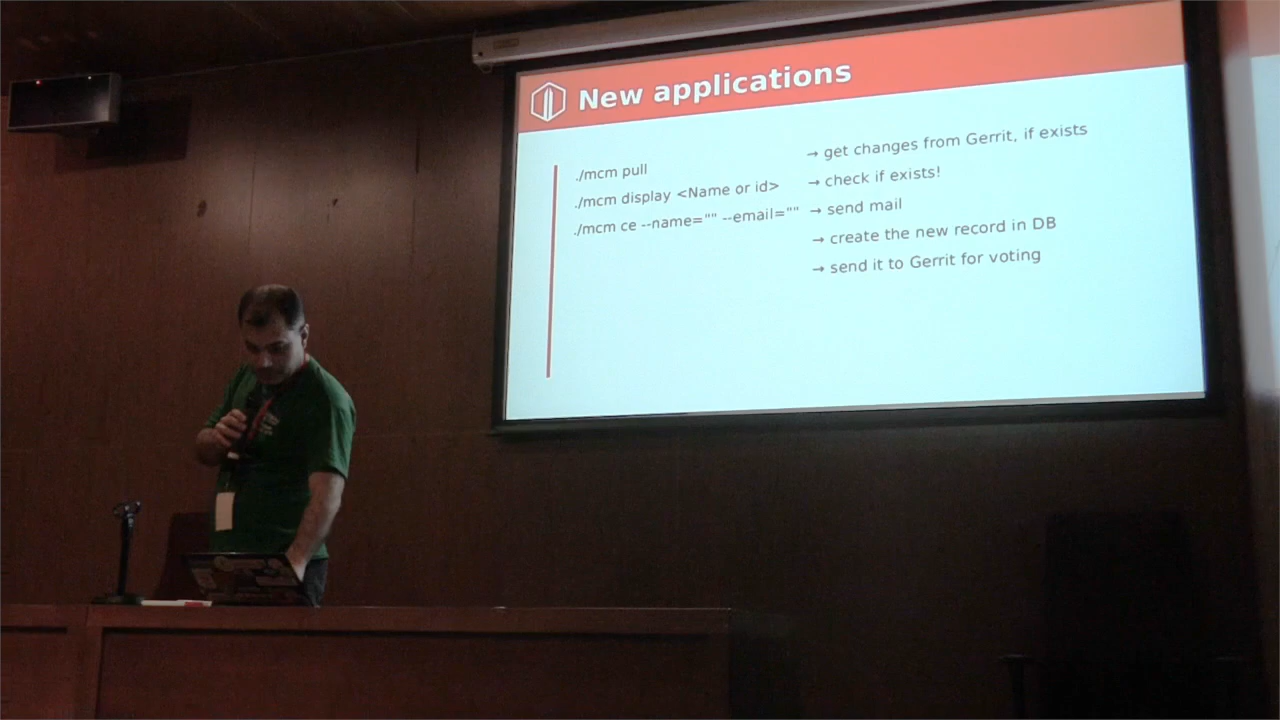 New applications
./mcm pull
./mcm display <Name or id>
./mcm ce --name="" --email=""
→ get changes from Gerrit, if exists
→ check if exists!
→ send mail
→ create the new record in DB
→ send it to Gerrit for voting